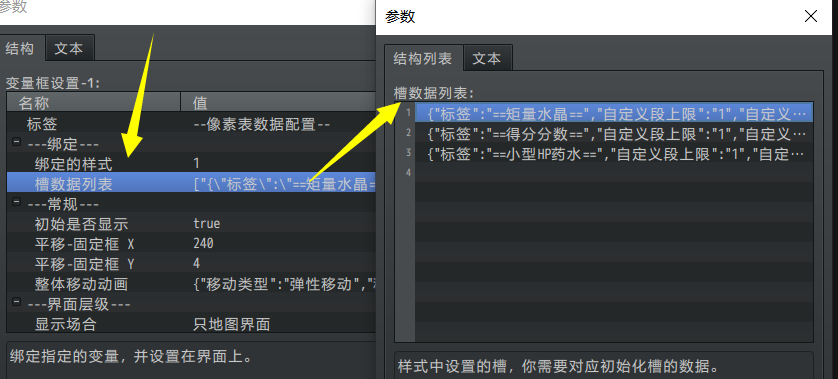 参数
结构 文本
变量框设置-1:
名称 值
标签 --像素表数据配置--
---绑定---
绑定的样式 1
槽数据列表 ["{\"标签\":\"==矩量水晶=
---常规---
初始是否显示 true
平移-固定框 X 240
平移-固定框 Y 4
整体移动动画 {"移动类型":"弹性移动","
---界面层级---
显示场合 只地图界面
绑定指定的变量，并设置在界面上。
参数
结构列表 文本
槽数据列表:
1 {"标签":"==矩量水晶==","自定义段上限":"1","自定义…
2 {"标签":"==得分分数==","自定义段上限":"1","自定义…
3 {"标签":"==小型HP药水==","自定义段上限":"1","自定…
4
样式中设置的槽，你需要对应初始化槽的数据。